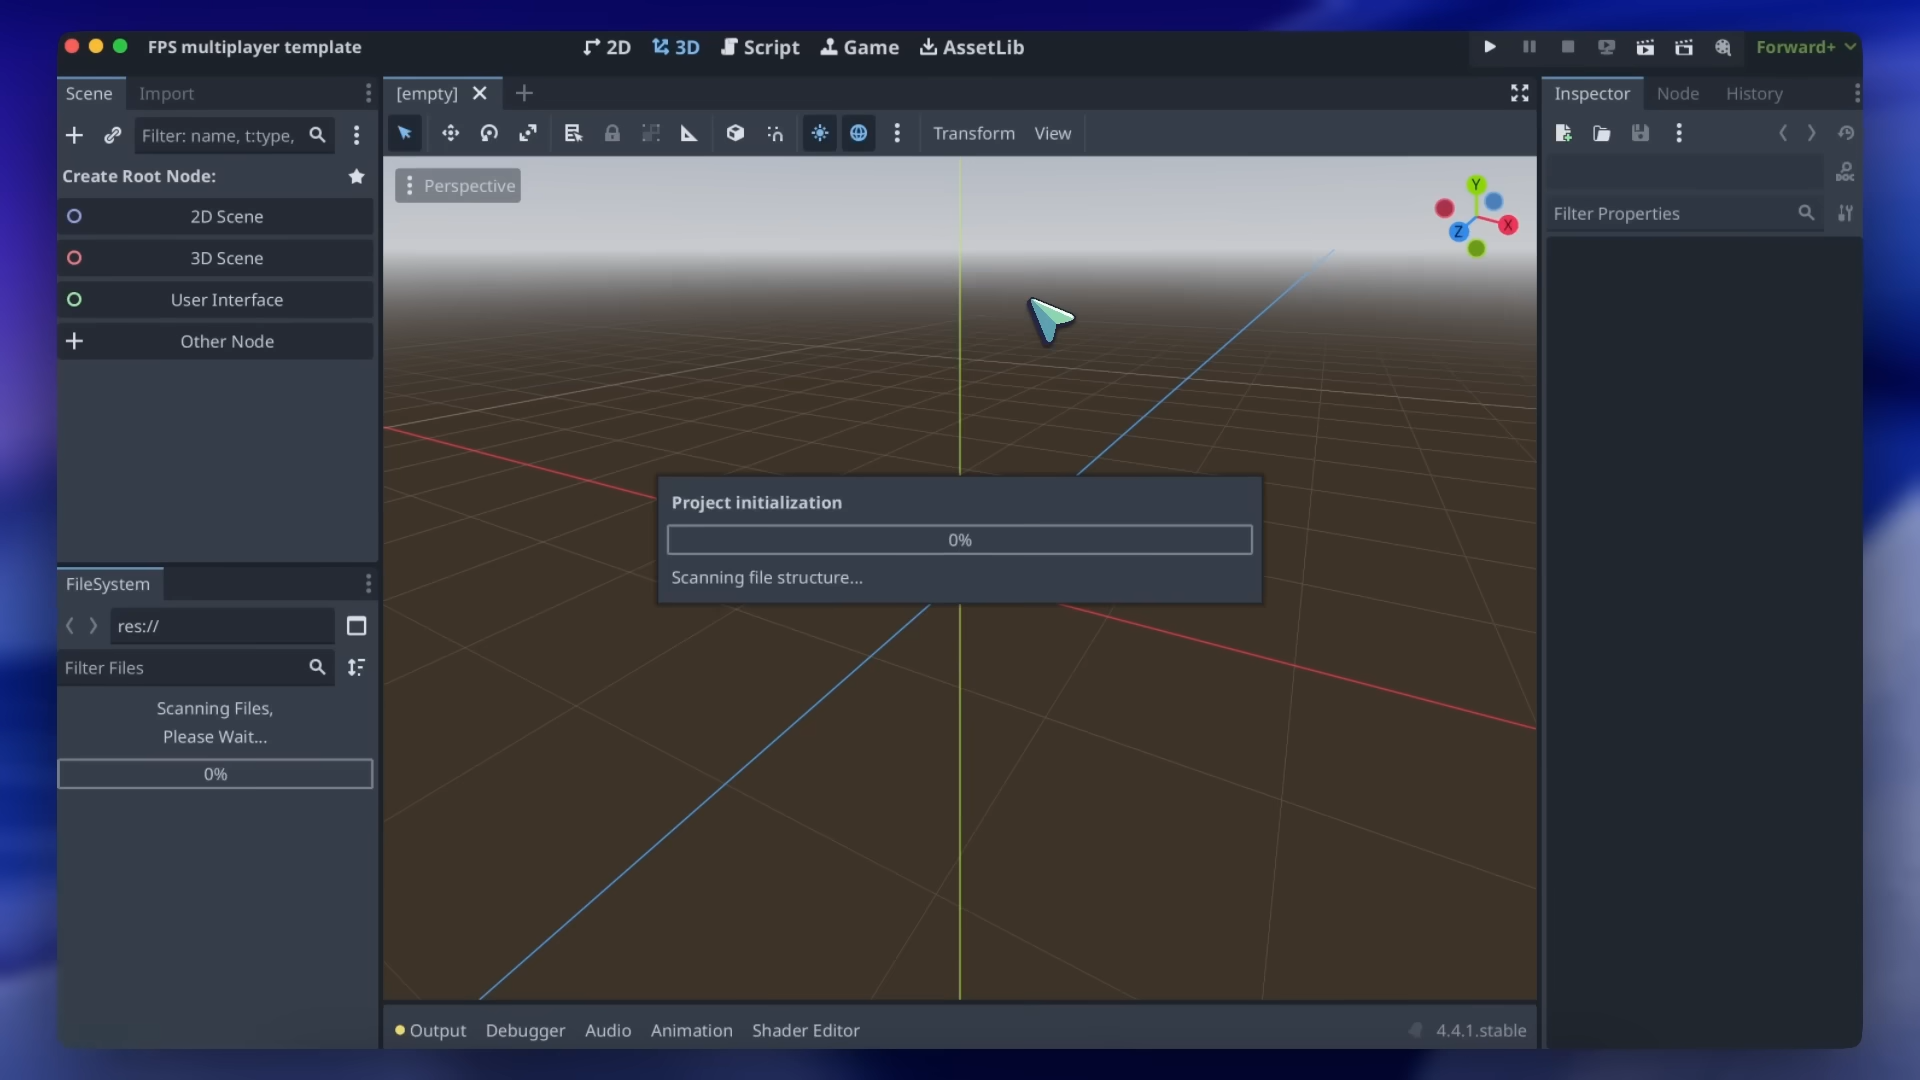 FPS multiplayer template
2D
3D
Script
Game
AssetLib
Forward+
Scene
Import
[empty]
Inspector
Node
History
Filter: name, t:type,
Transform
View
Create Root Node:
Perspective
2D Scene
3D Scene
User Interface
Other Node
Y
X
Z
DOC
Filter Properties
Project initialization
0%
Scanning file structure...
FileSystem
res://
Filter Files
Scanning Files,
Please Wait...
0%
Output
Debugger
Audio
Animation
Shader Editor
4.4.1.stable